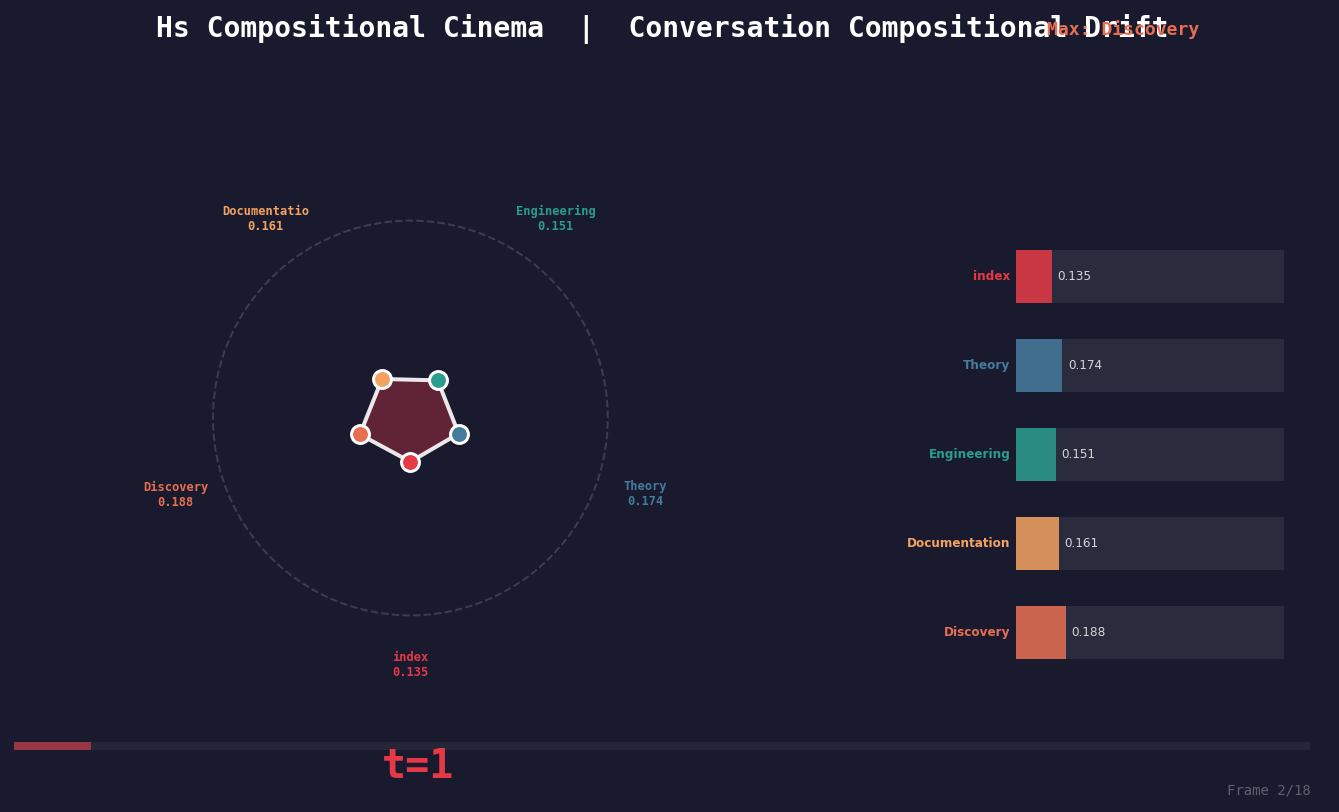 Hs Compositional Cinema | Conversation Compositional Drift
Max: Discovery
Documentatio
0.161
Engineering
0.151
Discovery
0.188
Theory
0.174
index
0.135
index 0.135
Theory 0.174
Engineering 0.151
Documentation 0.161
Discovery 0.188
t=1
Frame 2/18